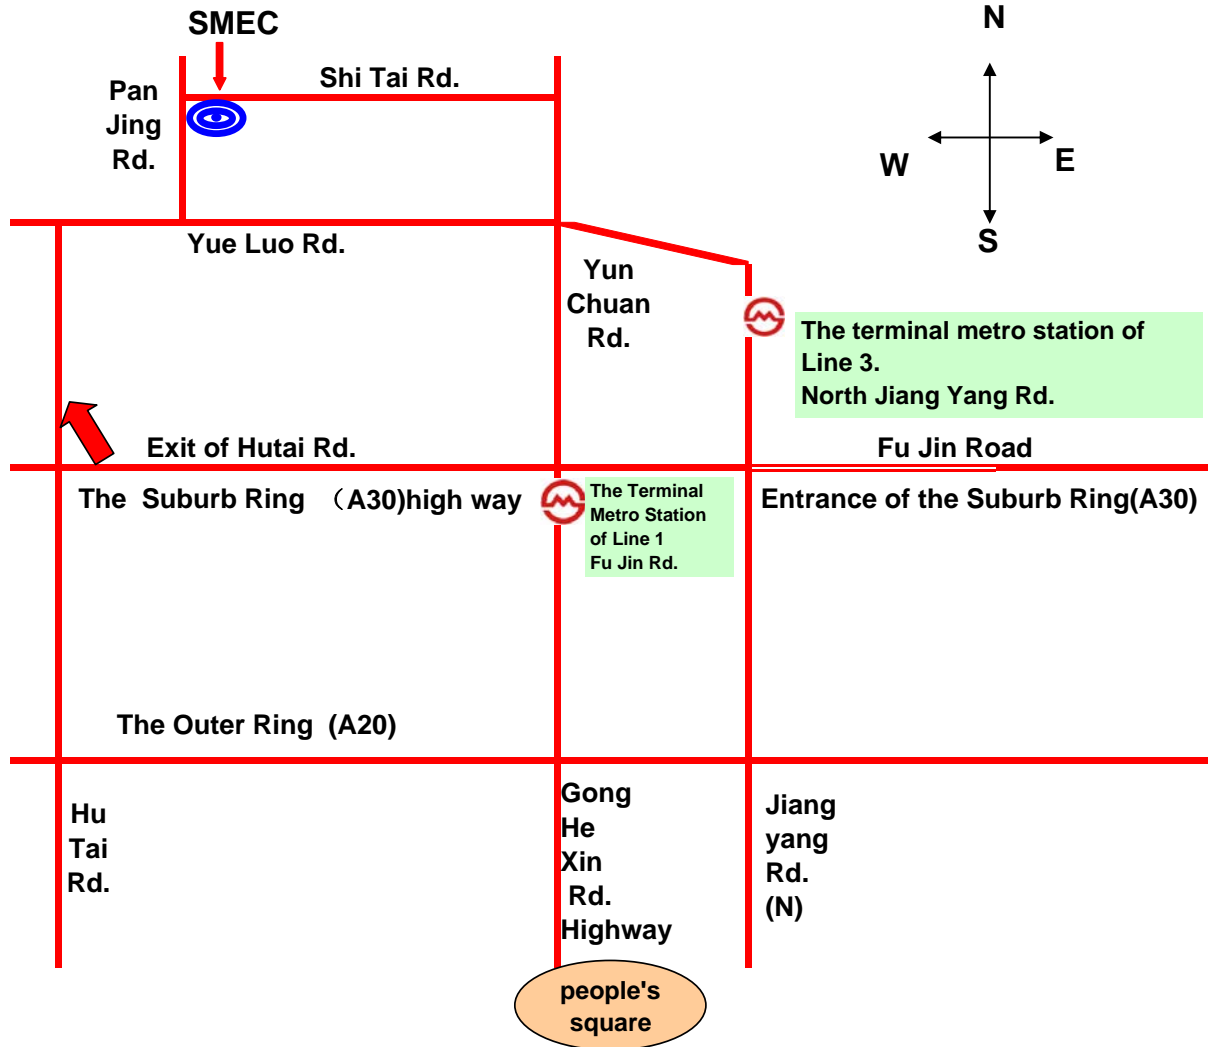 SMEC
N
Shi Tai Rd.
Pan
Jing
Rd.
W
E
S
Yue Luo Rd.
Yun
Chuan
Rd.
The terminal metro station of
Line 3.
North Jiang Yang Rd.
Exit of Hutai Rd.
Fu Jin Road
The Suburb Ring （A30)high way
The Terminal
Metro Station
of Line 1
Fu Jin Rd.
Entrance of the Suburb Ring(A30)
The Outer Ring (A20)
Hu
Tai
Rd.
Gong
He
Xin
Rd.
Highway
Jiang
yang
Rd.
(N)
people's
square